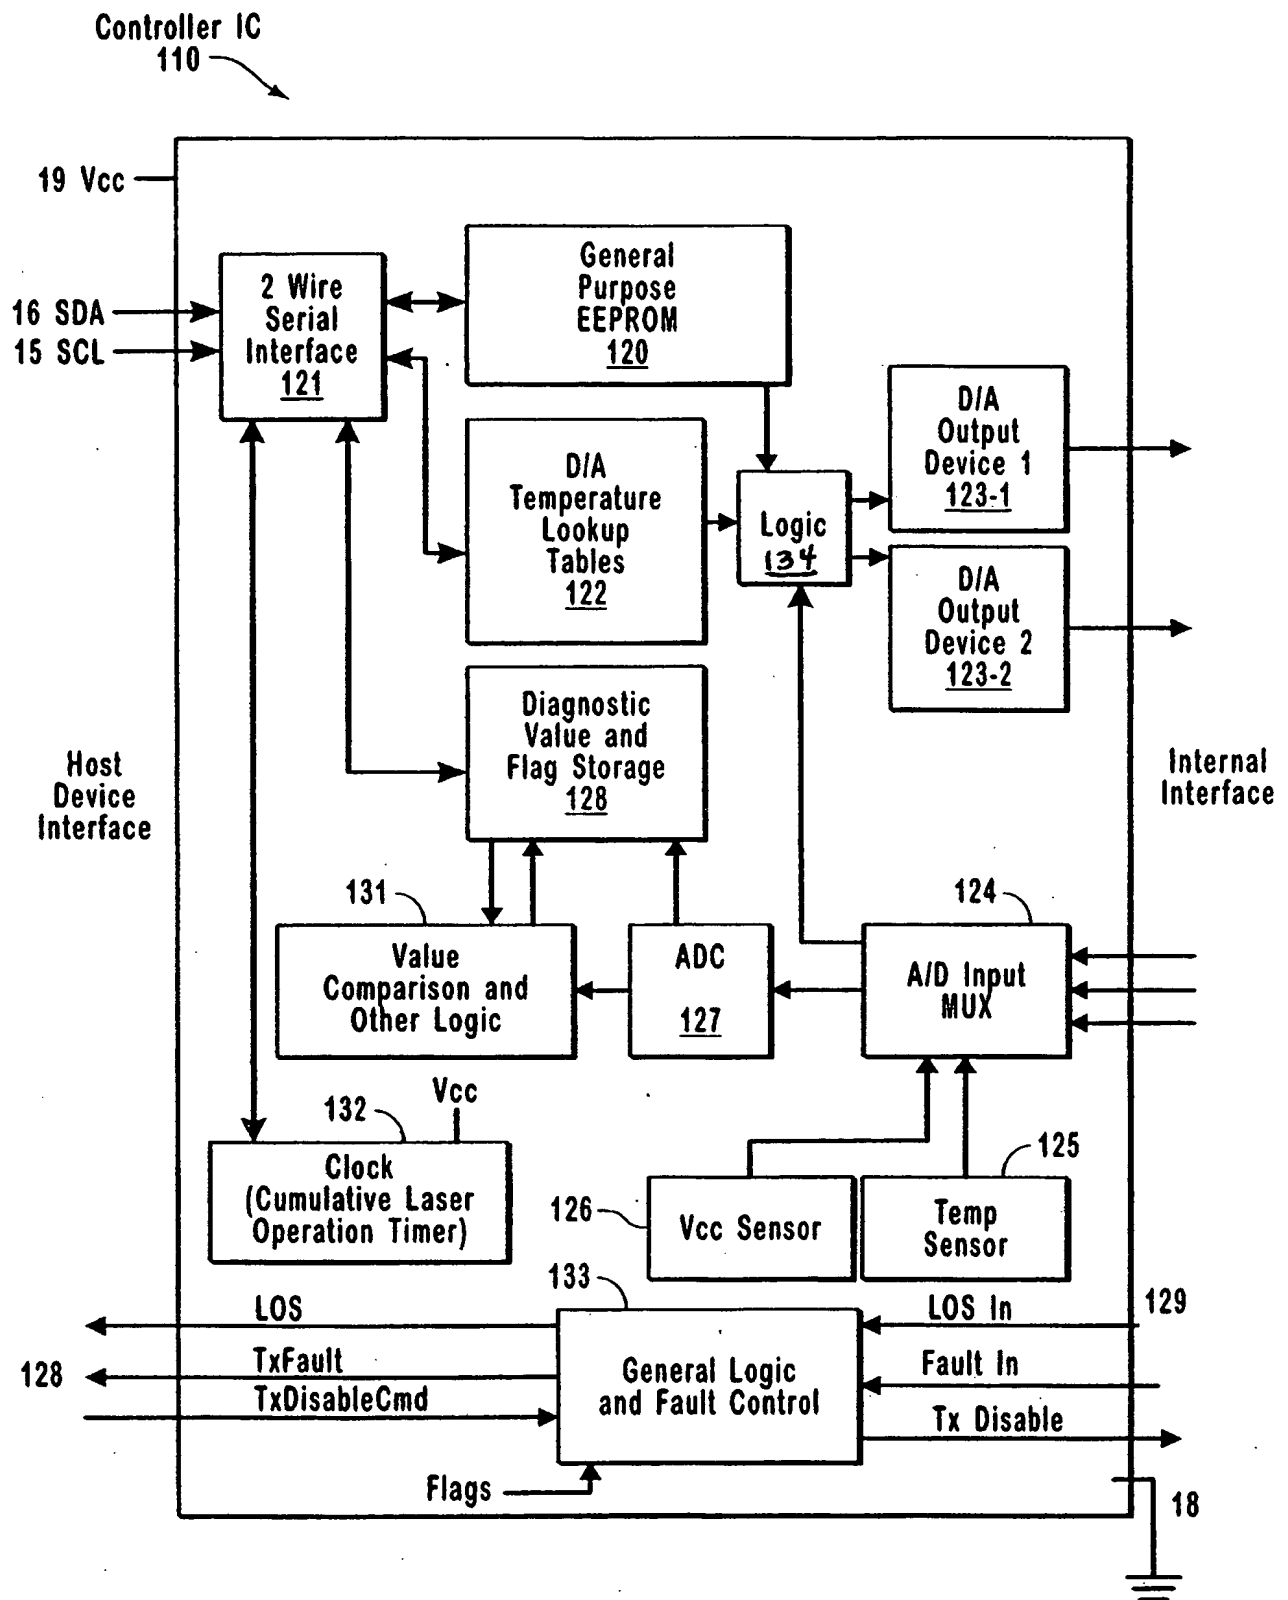 Controller IC
110
19 Vcc
16 SDA
15 SCL
2 Wire
Serial
Interface
121
General
Purpose
EEPROM
120
D/A
Temperature
Lookup
Tables
122
Logic
134
D/A
Output
Device 1
123-1
D/A
Output
Device 2
123-2
Diagnostic
Value and
Flag Storage
128
Host
Device
Interface
Internal
Interface
131
Value
Comparison and
Other Logic
ADC
127
124
A/D Input
MUX
132
Vcc
Clock
(Cumulative Laser
Operation Timer)
126
Vcc Sensor
125
Temp
Sensor
133
General Logic
and Fault Control
LOS
TxFault
TxDisableCmd
128
Flags
LOS In
129
Fault In
Tx Disable
18